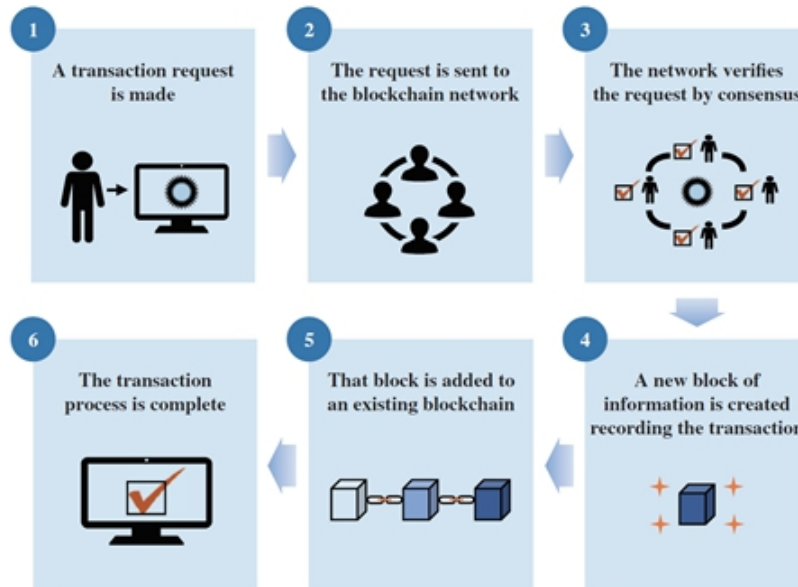 1
A transaction request
is made
2
The request is sent to
the blockchain network
3
The network verifies
the request by consensus
6
The transaction
process is complete
5
That block is added to
an existing blockchain
4
A new block of
information is created
recording the transaction